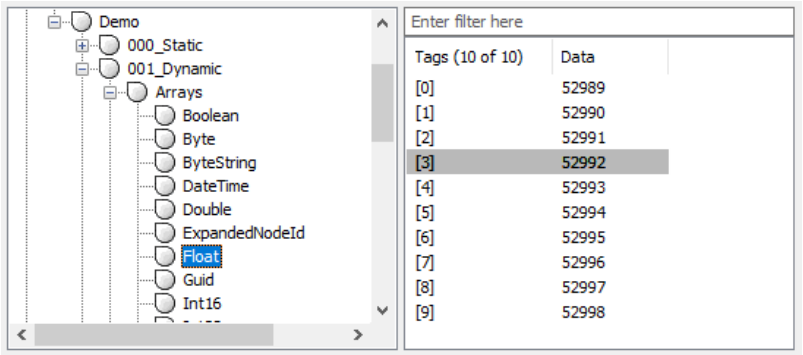 Demo
000_Static
001_Dynamic
Arrays
Boolean
Byte
ByteString
DateTime
Double
ExpandedNodeId
Float
Guid
Int16
Enter filter here
Tags (10 of 10) Data
[0] 52989
[1] 52990
[2] 52991
[3] 52992
[4] 52993
[5] 52994
[6] 52995
[7] 52996
[8] 52997
[9] 52998